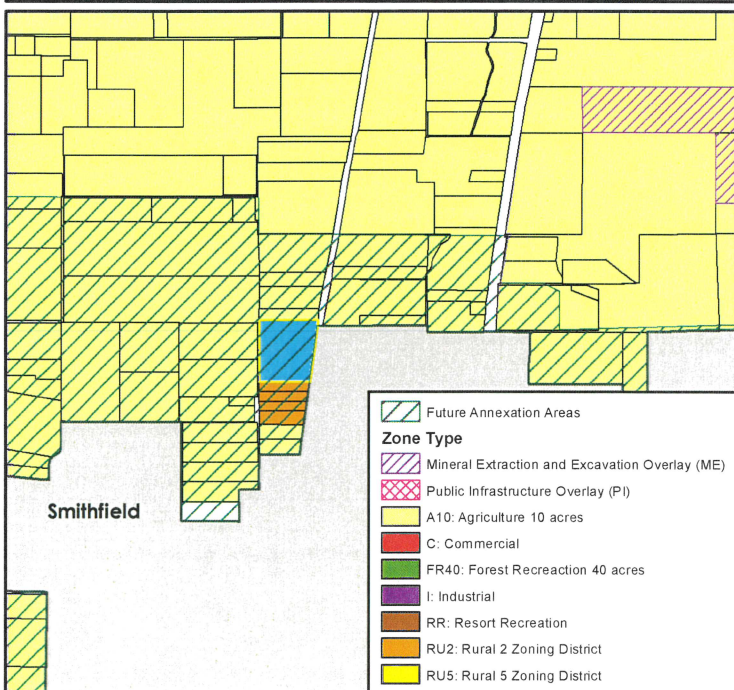 Smithfield
Future Annexation Areas
Zone Type
Mineral Extraction and Excavation Overlay (ME)
Public Infrastructure Overlay (PI)
A10: Agriculture 10 acres
C: Commercial
FR40: Forest Recreaction 40 acres
I: Industrial
RR: Resort Recreation
RU2: Rural 2 Zoning District
RU5: Rural 5 Zoning District